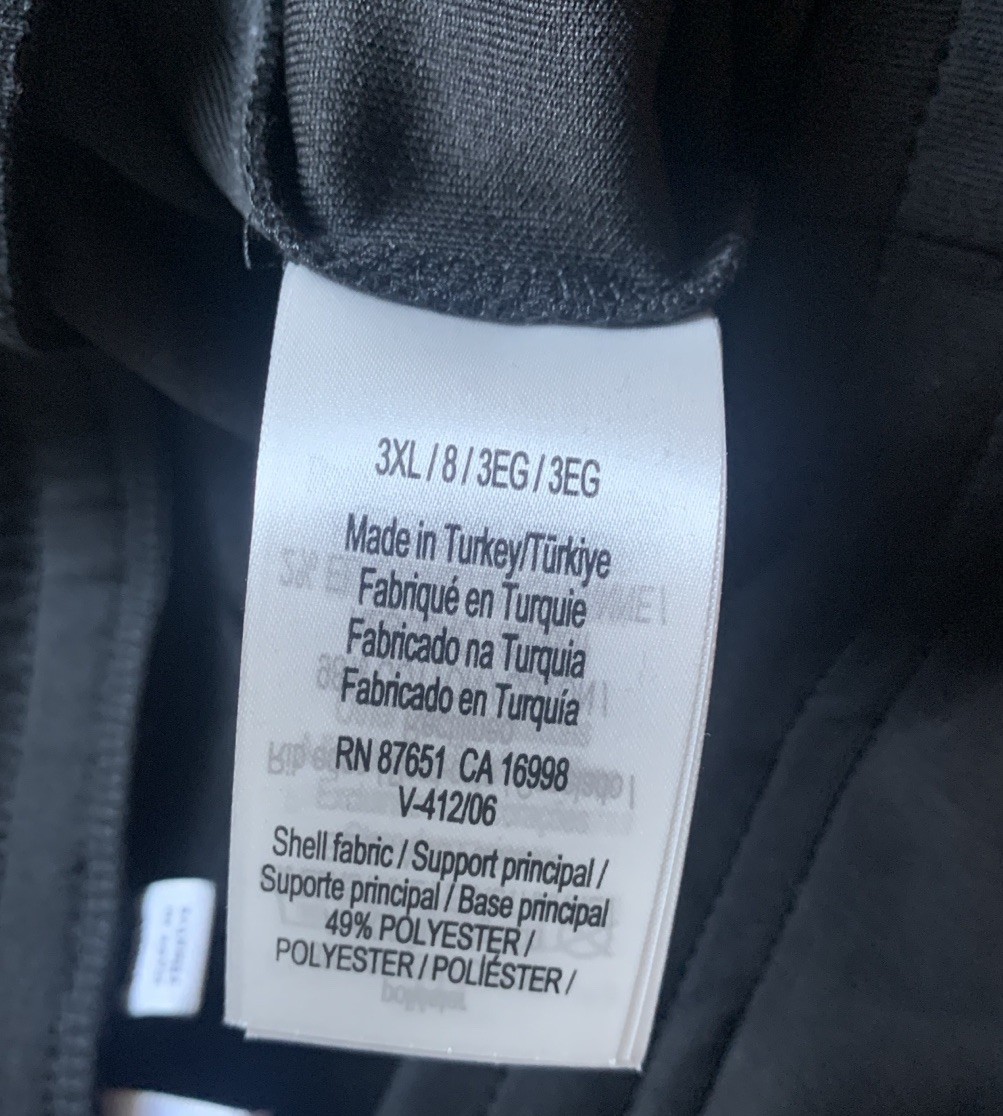 3XL / 8 / 3EG / 3EG
Made in Turkey/Türkiye
Fabriqué en Turquie
Fabricado na Turquia
Fabricado en Turquía
RN 87651 CA 16998
V-412/06
Shell fabric / Support principal /
Suporte principal / Base principal
49% POLYESTER /
POLYESTER / POLIÉSTER /